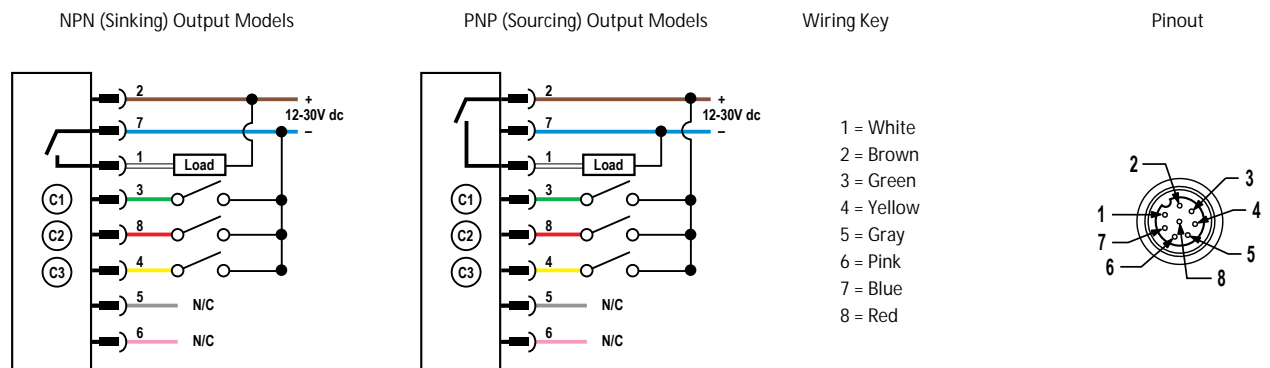 NPN (Sinking) Output Models
2
+
12-30V dc
7
–
1
Load
C1
3
C2
8
C3
4
5
N/C
6
N/C
PNP (Sourcing) Output Models
2
+
12-30V dc
7
–
1
Load
C1
3
C2
8
C3
4
5
N/C
6
N/C
Wiring Key
1 = White
2 = Brown
3 = Green
4 = Yellow
5 = Gray
6 = Pink
7 = Blue
8 = Red
Pinout
2
3
1
4
7
5
6
8